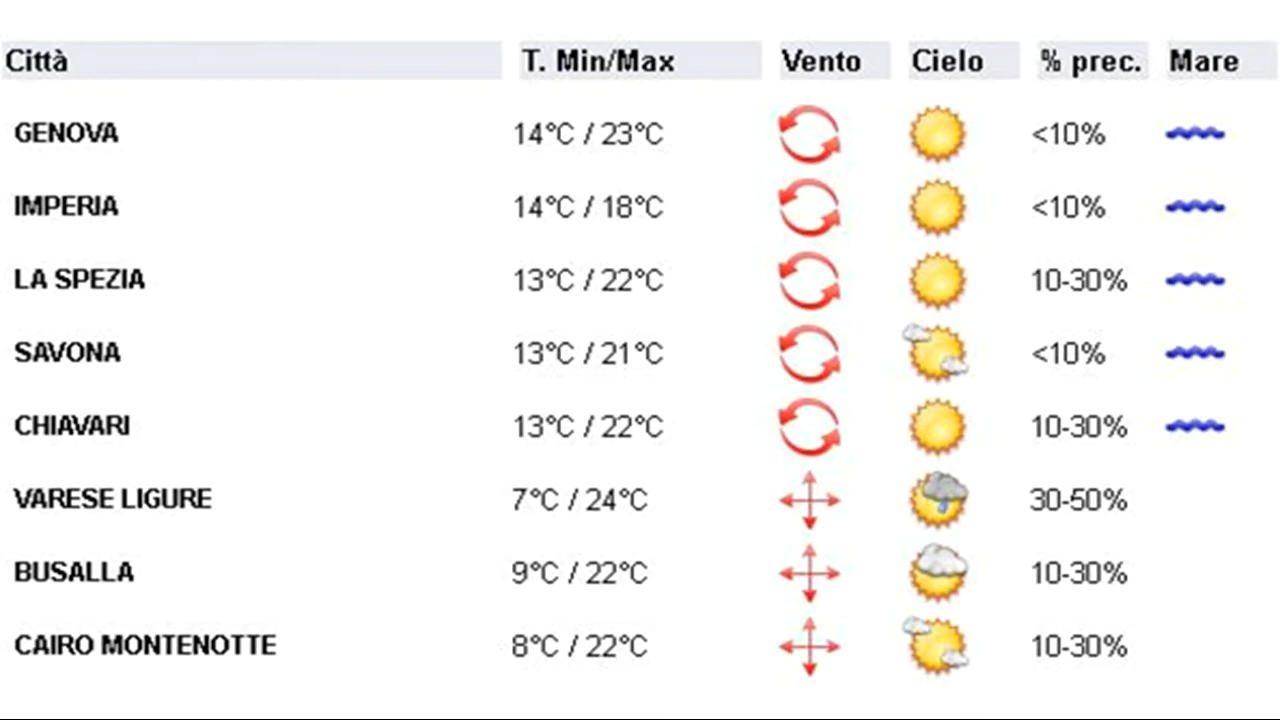 Città T. Min/Max Vento Cielo % prec. Mare
GENOVA 14°C / 23°C <10%
IMPERIA 14°C / 18°C <10%
LA SPEZIA 13°C / 22°C 10-30%
SAVONA 13°C / 21°C <10%
CHIAVARI 13°C / 22°C 10-30%
VARESE LIGURE 7°C / 24°C 30-50%
BUSALLA 9°C / 22°C 10-30%
CAIRO MONTENOTTE 8°C / 22°C 10-30%